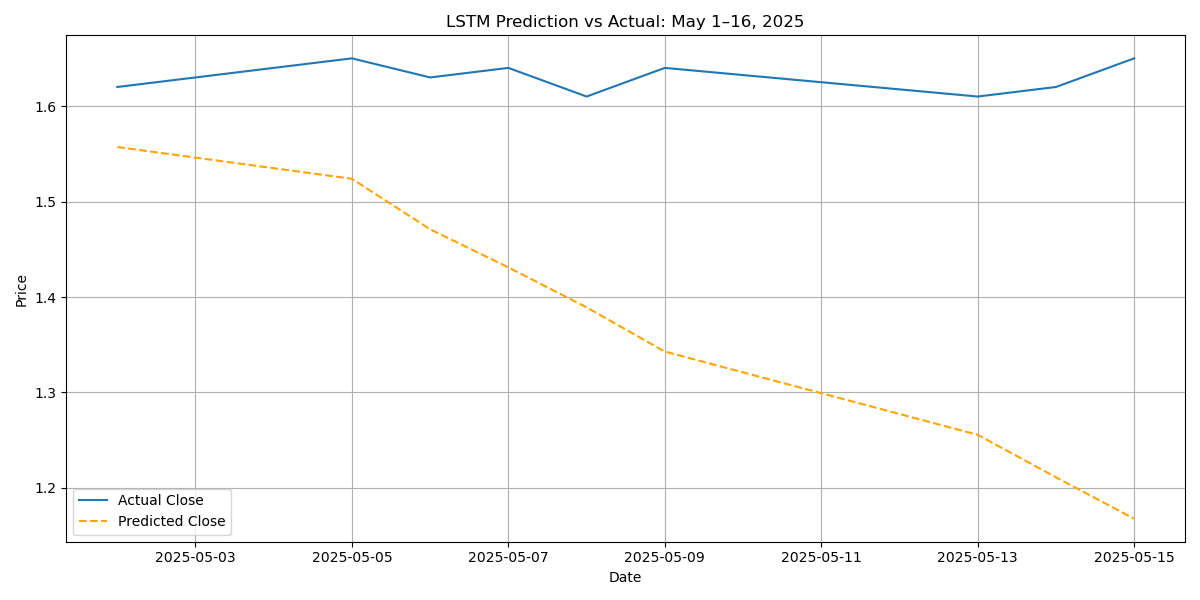 LSTM Prediction vs Actual: May 1–16, 2025
Price
1.6
1.5
1.4
1.3
1.2
Actual Close
Predicted Close
2025-05-03
2025-05-05
2025-05-07
2025-05-09
2025-05-11
2025-05-13
2025-05-15
Date